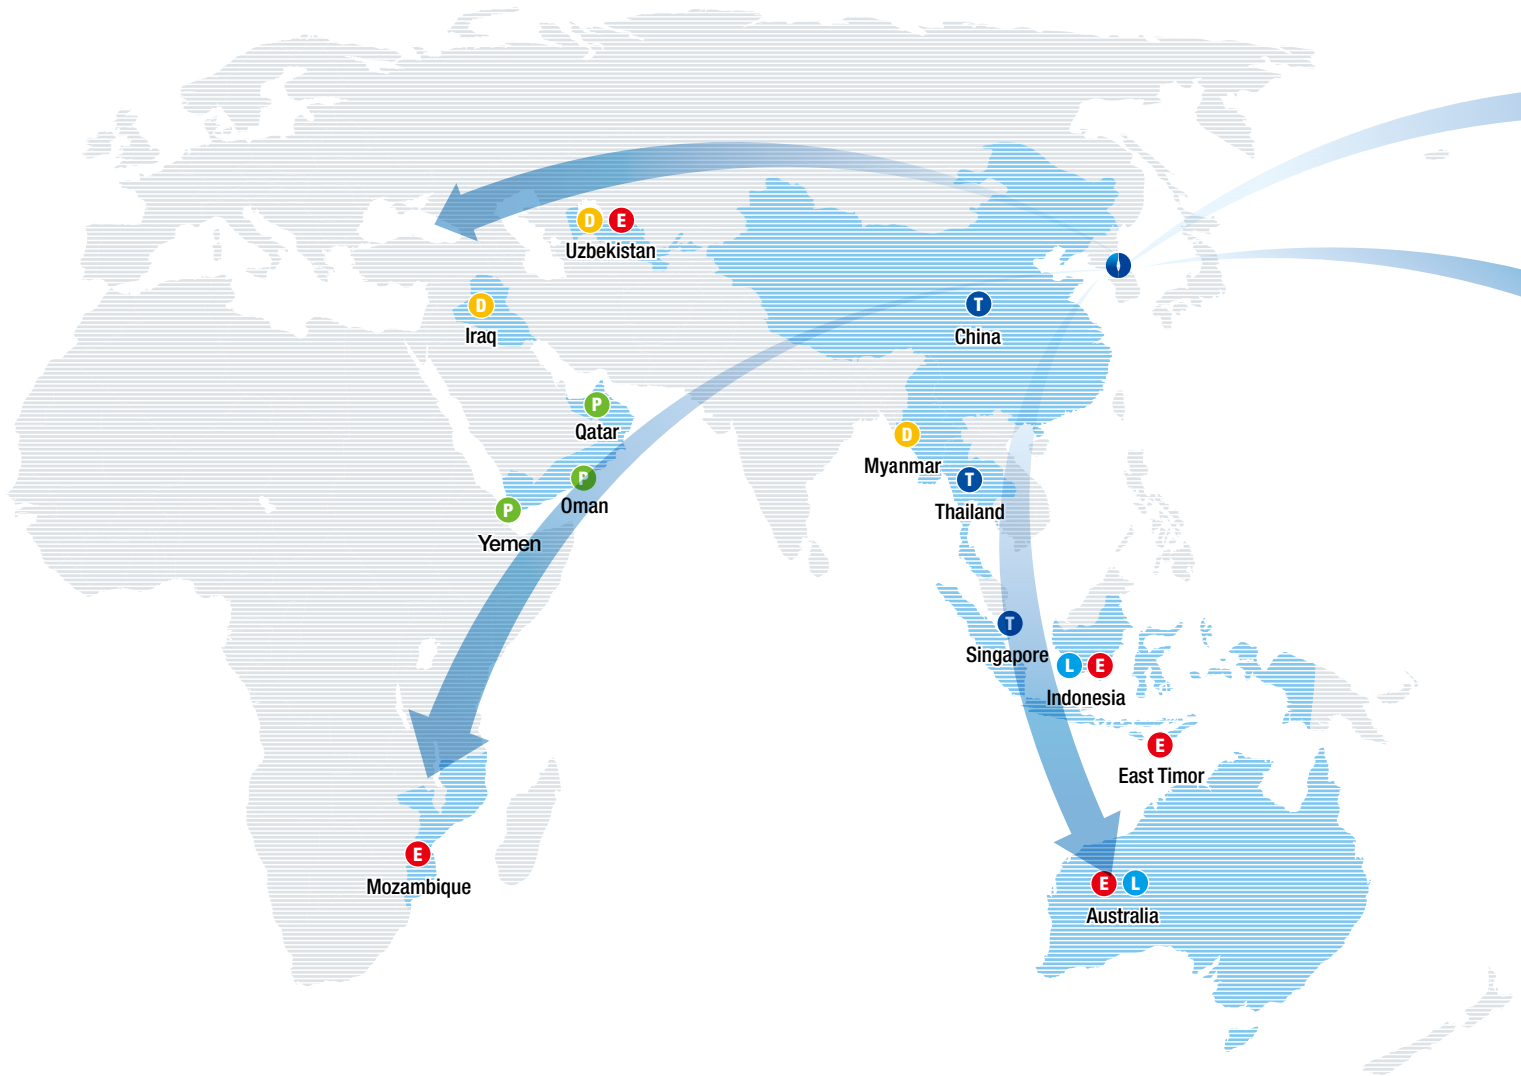 D E
Uzbekistan
D
Iraq
T
China
P
Qatar
D
Myanmar
P
Oman
T
Thailand
P
Yemen
T
Singapore
L E
Indonesia
E
East Timor
E
Mozambique
E L
Australia